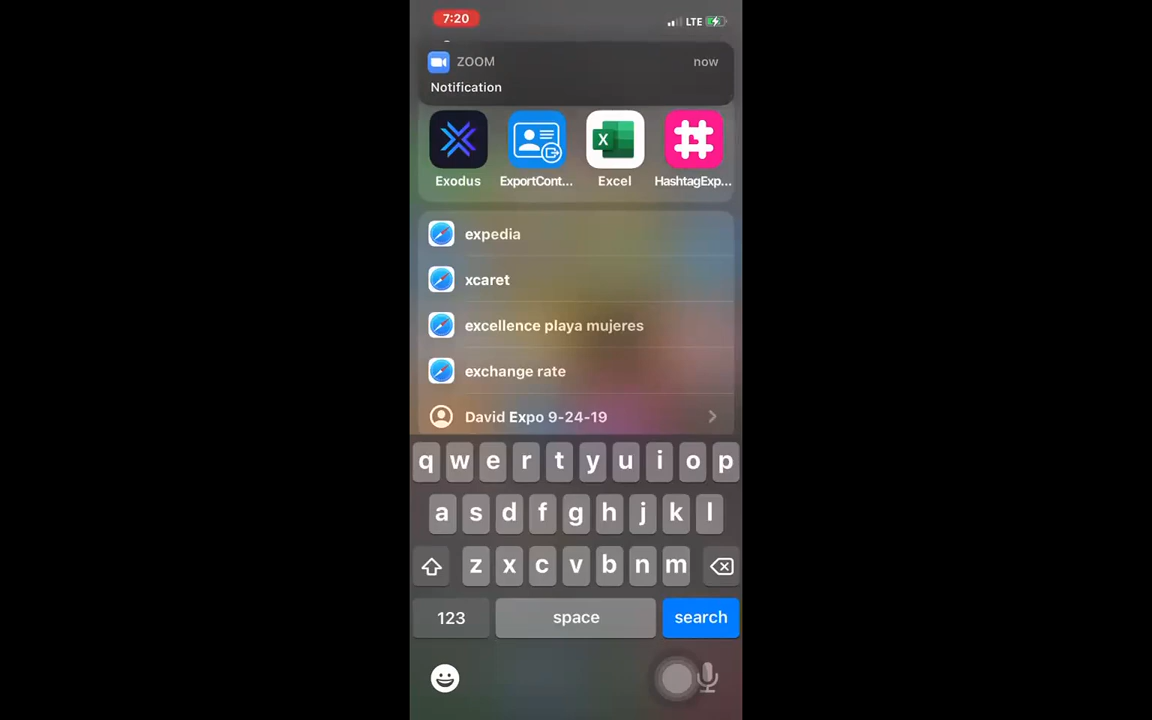 7:20
LTE
ZOOM now
Notification
Exodus ExportCont... Excel HashtagExp...
expedia
xcaret
excellence playa mujeres
exchange rate
David Expo 9-24-19
q w e r t y u i o p
a s d f g h j k l
z x c v b n m
123 space search